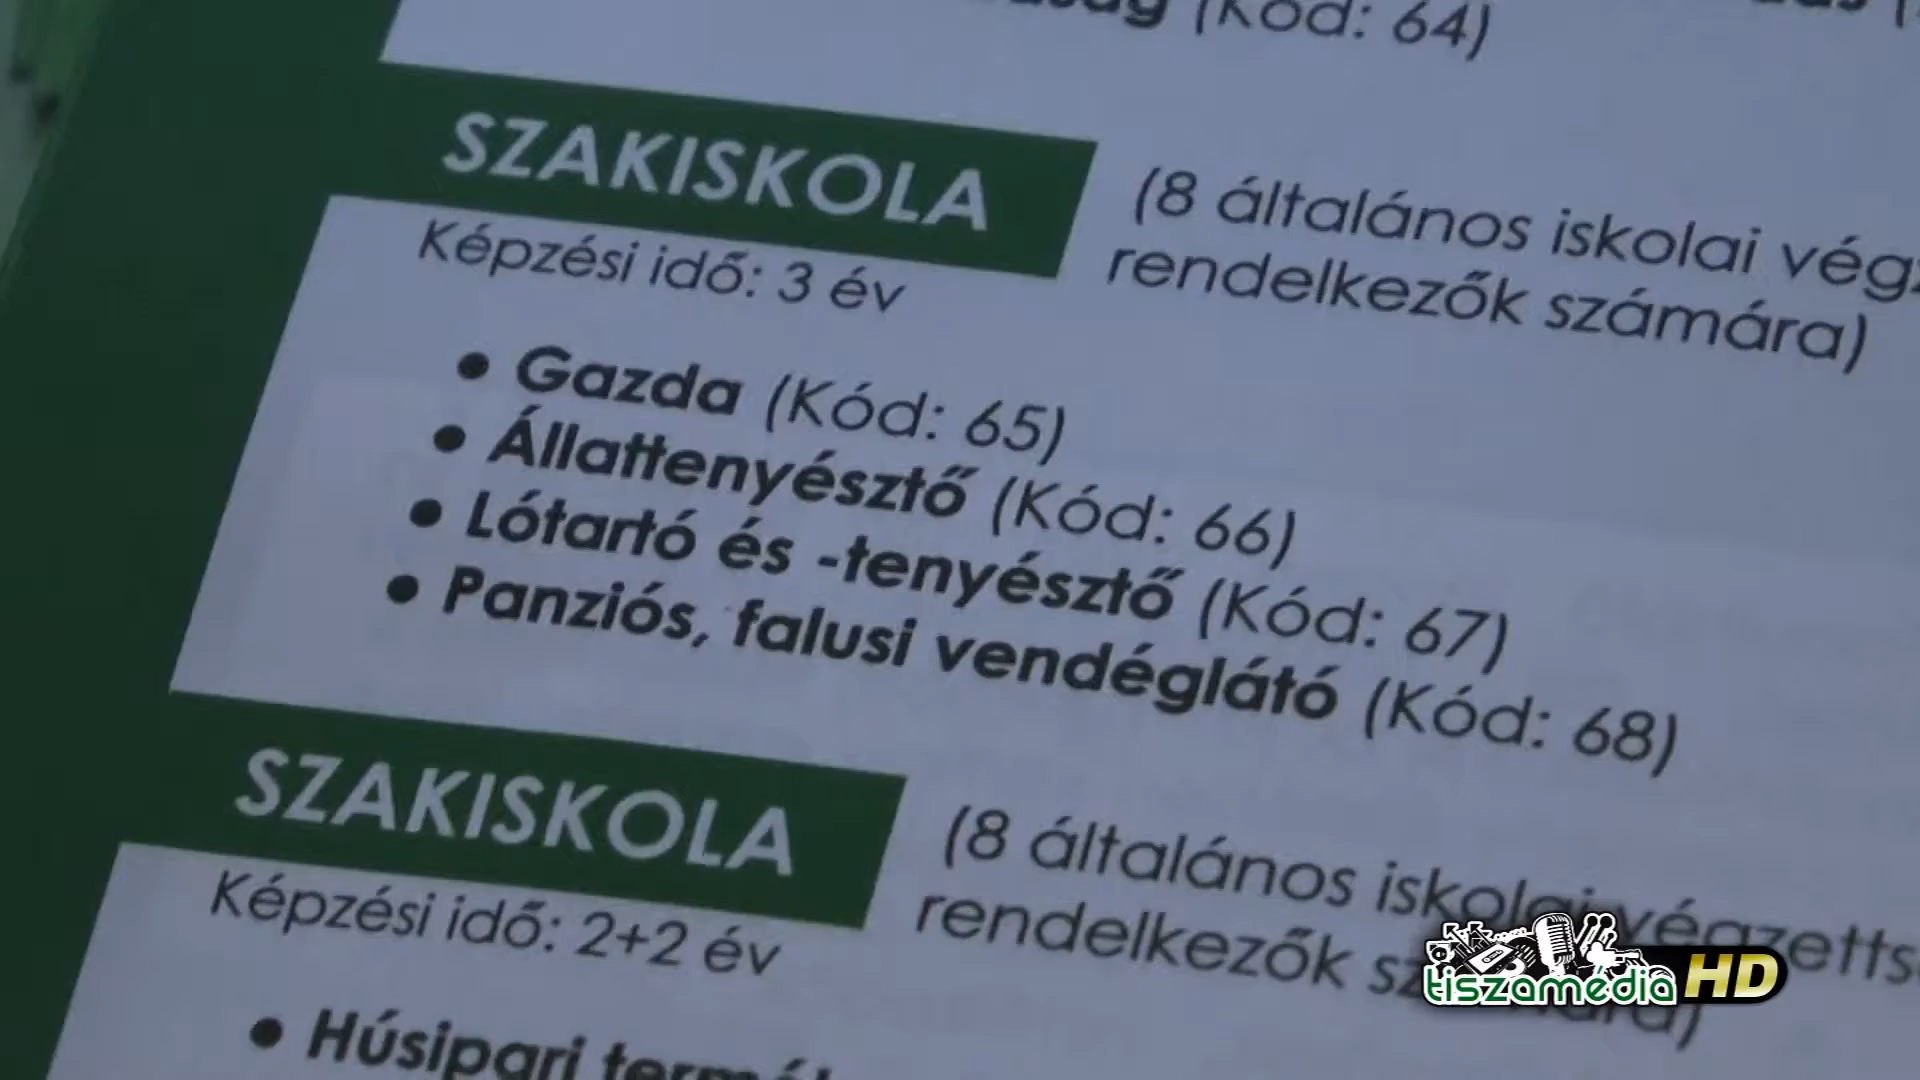 (Kód: 64)
SZAKISKOLA
(8 általános iskolai
rendelkezők számára)
Képzési idő: 3 év
• Gazda (Kód: 65)
• Állattenyésztő (Kód: 66)
• Lótartó és -tenyésztő (Kód: 67)
• Panziós, falusi vendéglátó (Kód: 68)
SZAKISKOLA
(8 általános iskolai
rendelkezők
Képzési idő: 2+2 év
• Húsipari
tiszamédia HD